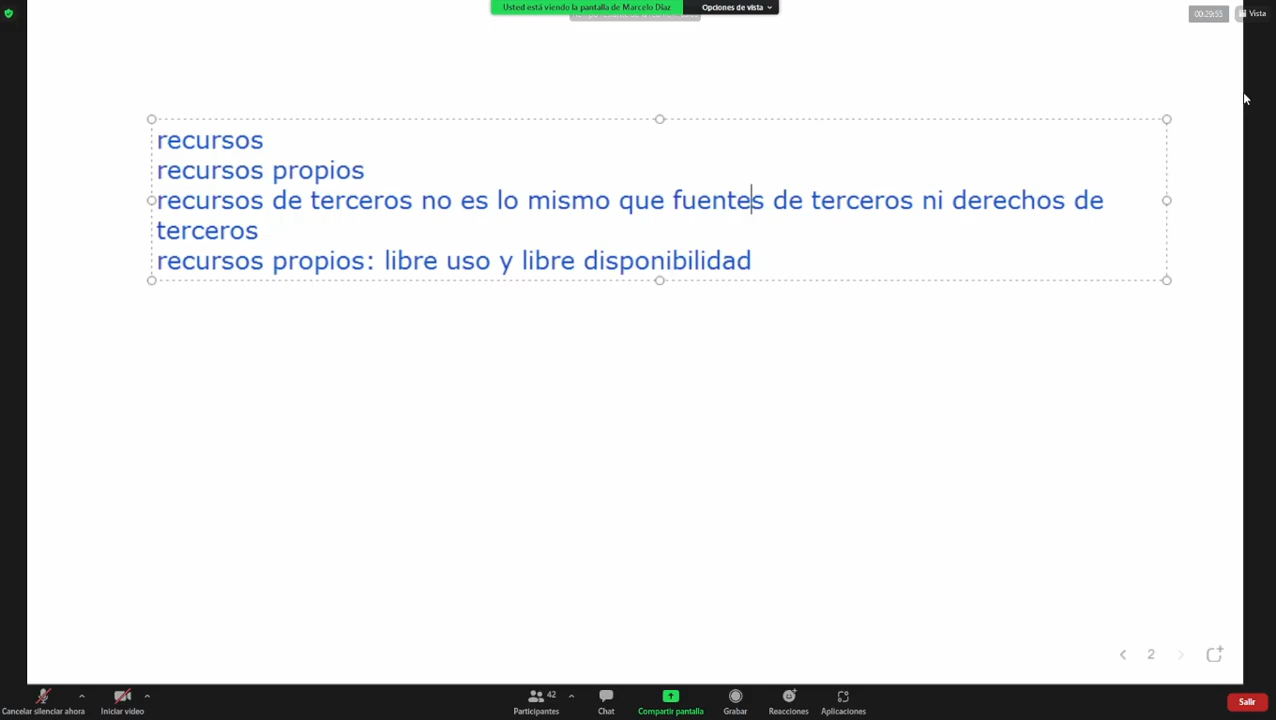 Usted está viendo la pantalla de Marcelo Díaz
Opciones de vista
00:29:55
Vista
recursos
recursos propios
recursos de terceros no es lo mismo que fuentes de terceros ni derechos de
terceros
recursos propios: libre uso y libre disponibilidad
2
Cancelar silenciar ahora
Iniciar video
42
Participantes
Chat
Compartir pantalla
Grabar
Reacciones
Aplicaciones
Salir